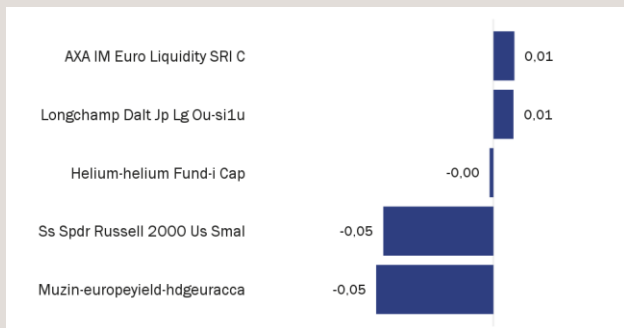 AXA IM Euro Liquidity SRI C 0,01
Longchamp Dalt Jp Lg Ou-si1u 0,01
Helium-helium Fund-i Cap -0,00
Ss Spdr Russell 2000 Us Smal -0,05
Muzin-europeyield-hdgeuracca -0,05